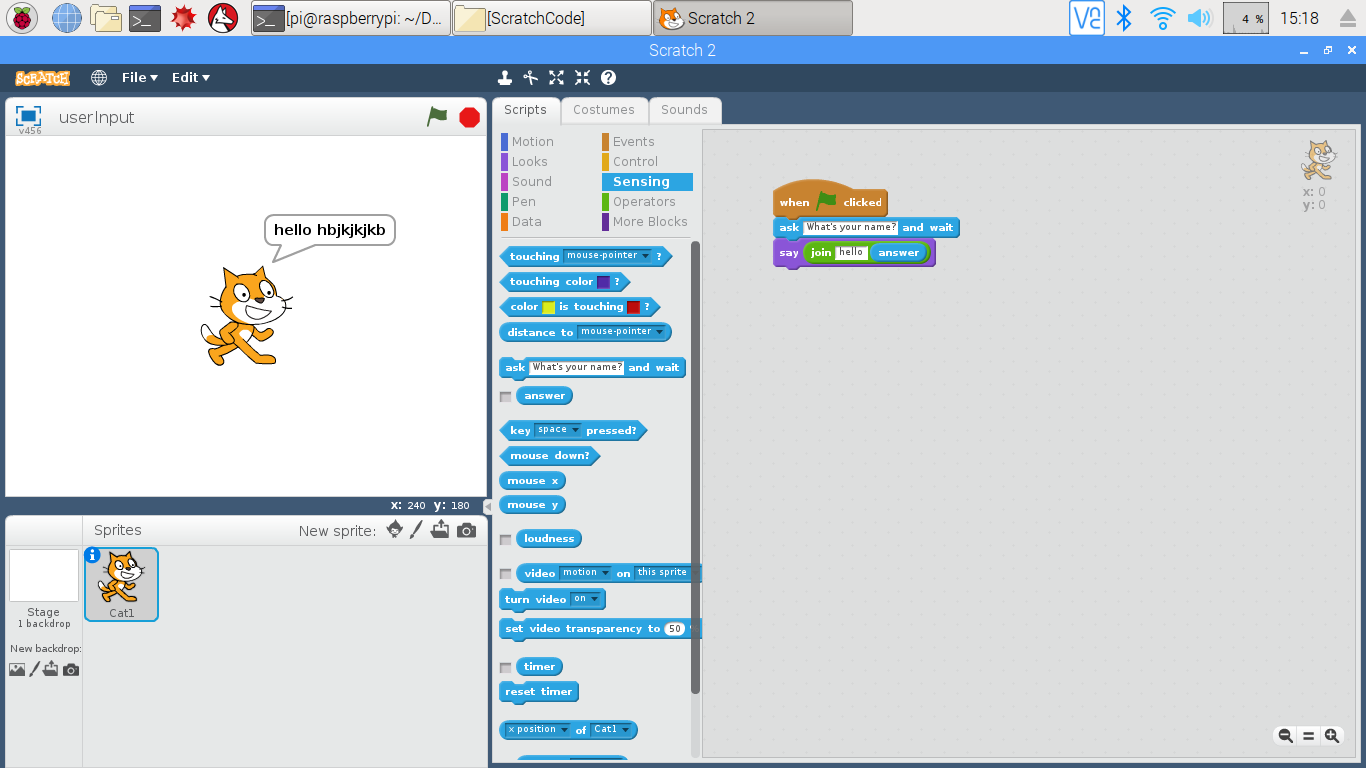 [pi@raspberrypi: ~/D...
[ScratchCode]
Scratch 2
4 %
15:18
Scratch 2
SCRATCH
File
Edit
v456
userInput
hello hbjkjkjkb
x: 240 y: 180
Sprites
New sprite:
Stage
1 backdrop
New backdrop:
Cat1
Scripts
Costumes
Sounds
Motion
Events
Looks
Control
Sound
Sensing
Pen
Operators
Data
More Blocks
touching mouse-pointer ?
touching color ?
color is touching ?
distance to mouse-pointer
ask What's your name? and wait
answer
key space pressed?
mouse down?
mouse x
mouse y
loudness
video motion on this sprite
turn video on
set video transparency to 50
timer
reset timer
x position of Cat1
when clicked
ask What's your name? and wait
say join hello answer
x: 0
y: 0